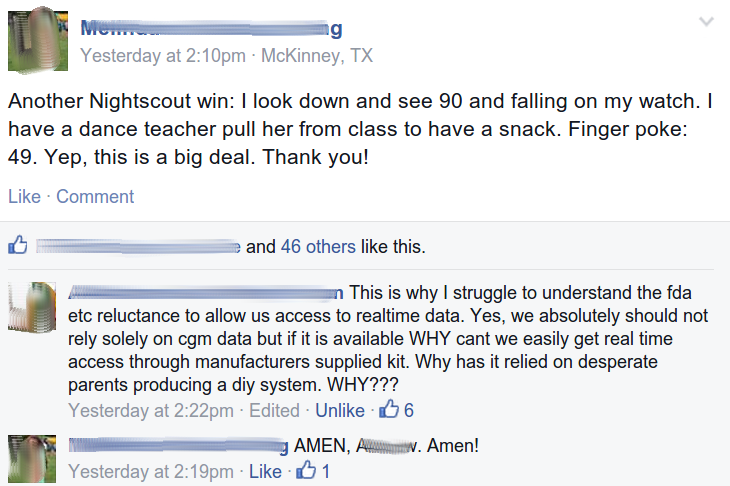 Yesterday at 2:10pm · McKinney, TX
Another Nightscout win: I look down and see 90 and falling on my watch. I
have a dance teacher pull her from class to have a snack. Finger poke:
49. Yep, this is a big deal. Thank you!
Like · Comment
and 46 others like this.
This is why I struggle to understand the fda
etc reluctance to allow us access to realtime data. Yes, we absolutely should not
rely solely on cgm data but if it is available WHY cant we easily get real time
access through manufacturers supplied kit. Why has it relied on desperate
parents producing a diy system. WHY???
Yesterday at 2:22pm · Edited · Unlike · 6
AMEN, . Amen!
Yesterday at 2:19pm · Like · 1